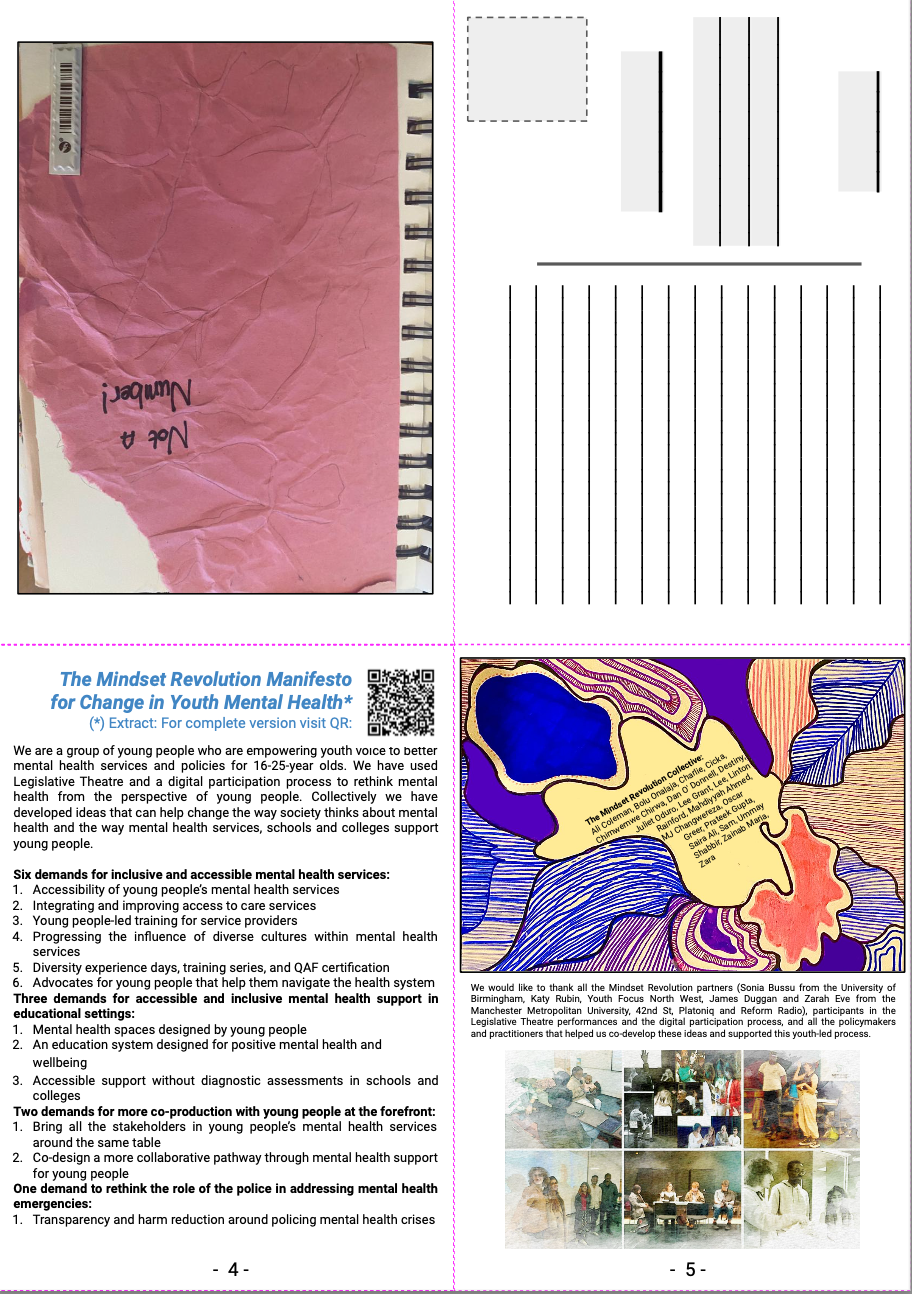 Not A
Number!
The Mindset Revolution Manifesto
for Change in Youth Mental Health*
(*) Extract: For complete version visit QR:
We are a group of young people who are empowering youth voice to better
mental health services and policies for 16-25-year olds. We have used
Legislative Theatre and a digital participation process to rethink mental
health from the perspective of young people. Collectively we have
developed ideas that can help change the way society thinks about mental
health and the way mental health services, schools and colleges support
young people.
Six demands for inclusive and accessible mental health services:
1. Accessibility of young people's mental health services
2. Integrating and improving access to care services
3. Young people-led training for service providers
4. Progressing the influence of diverse cultures within mental health
services
5. Diversity experience days, training series, and QAF certification
6. Advocates for young people that help them navigate the health system
Three demands for accessible and inclusive mental health support in
educational settings:
1. Mental health spaces designed by young people
2. An education system designed for positive mental health and
wellbeing
3. Accessible support without diagnostic assessments in schools and
colleges
Two demands for more co-production with young people at the forefront:
1. Bring all the stakeholders in young people's mental health services
around the same table
2. Co-design a more collaborative pathway through mental health support
for young people
One demand to rethink the role of the police in addressing mental health
emergencies:
1. Transparency and harm reduction around policing mental health crises
- 4 -
The Mindset Revolution Collective:
Ali Coleman, Bolu Onalaja, Charlie, Cicka,
Chimwemwe Chirwa, Dan O' Donnell, Destiny,
Juliet Oduro, Lee Grant, Lee, Linton
Rainford, Mahdiyyah Ahmed,
MJ Changwereza, Oscar
Greer, Prateek Gupta,
Saira Ali, Sam, Ummay
Shabbir, Zainab Maria,
Zara
We would like to thank all the Mindset Revolution partners (Sonia Bussu from the University of
Birmingham, Katy Rubin, Youth Focus North West, James Duggan and Zarah Eve from the
Manchester Metropolitan University, 42nd St, Platoniq and Reform Radio), participants in the
Legislative Theatre performances and the digital participation process, and all the policymakers
and practitioners that helped us co-develop these ideas and supported this youth-led process.
- 5 -